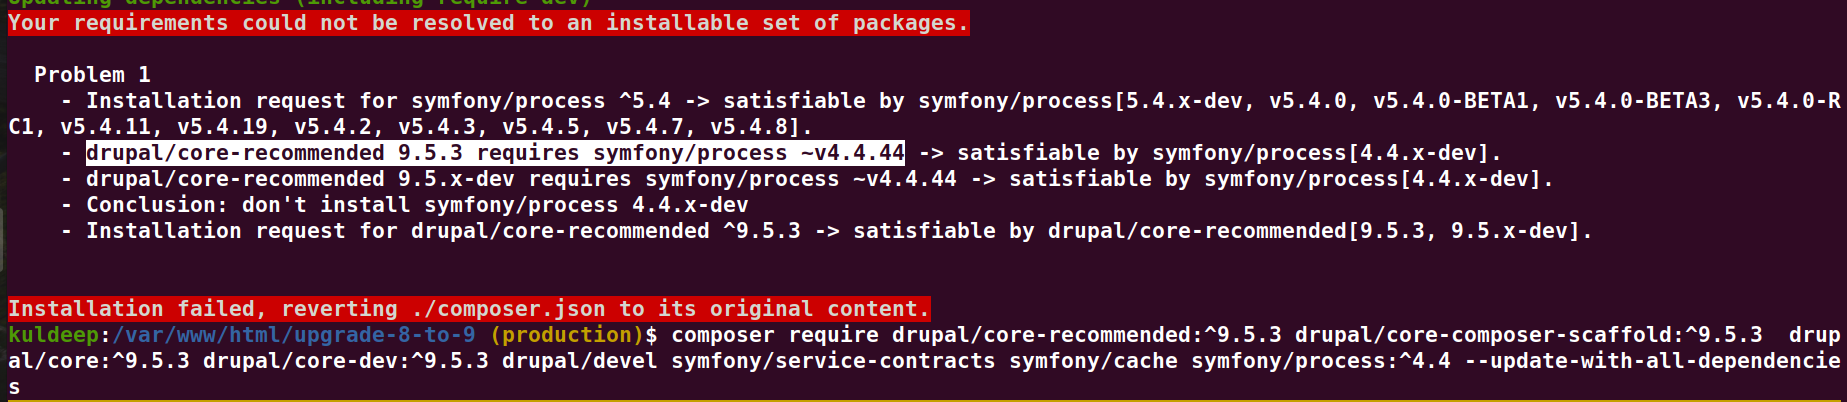 Updating dependencies (including require-dev)
Your requirements could not be resolved to an installable set of packages.
Problem 1
- Installation request for symfony/process ^5.4 -> satisfiable by symfony/process[5.4.x-dev, v5.4.0, v5.4.0-BETA1, v5.4.0-BETA3, v5.4.0-R
C1, v5.4.11, v5.4.19, v5.4.2, v5.4.3, v5.4.5, v5.4.7, v5.4.8].
- drupal/core-recommended 9.5.3 requires symfony/process ~v4.4.44 -> satisfiable by symfony/process[4.4.x-dev].
- drupal/core-recommended 9.5.x-dev requires symfony/process ~v4.4.44 -> satisfiable by symfony/process[4.4.x-dev].
- Conclusion: don't install symfony/process 4.4.x-dev
- Installation request for drupal/core-recommended ^9.5.3 -> satisfiable by drupal/core-recommended[9.5.3, 9.5.x-dev].
Installation failed, reverting ./composer.json to its original content.
kuldeep:/var/www/html/upgrade-8-to-9 (production)$ composer require drupal/core-recommended:^9.5.3 drupal/core-composer-scaffold:^9.5.3  drup
al/core:^9.5.3 drupal/core-dev:^9.5.3 drupal/devel symfony/service-contracts symfony/cache symfony/process:^4.4 --update-with-all-dependencie
s